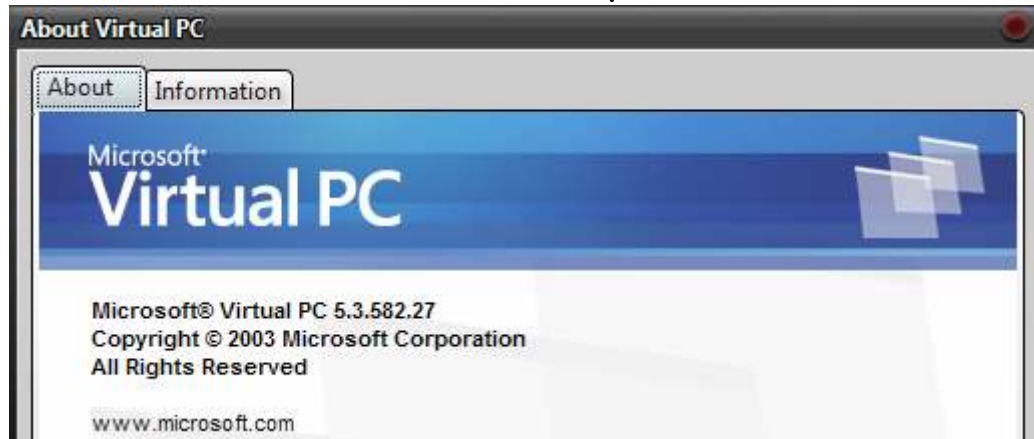 About Virtual PC
About Information
Microsoft®
Virtual PC
Microsoft® Virtual PC 5.3.582.27
Copyright © 2003 Microsoft Corporation
All Rights Reserved
www.microsoft.com